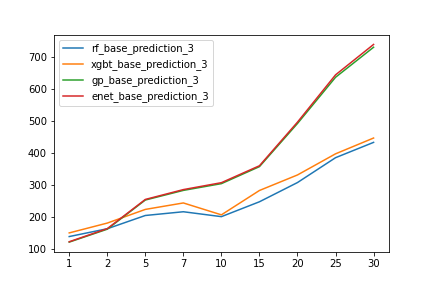 rf_base_prediction_3
xgbt_base_prediction_3
gp_base_prediction_3
enet_base_prediction_3
700
600
500
400
300
200
100
1 2 5 7 10 15 20 25 30